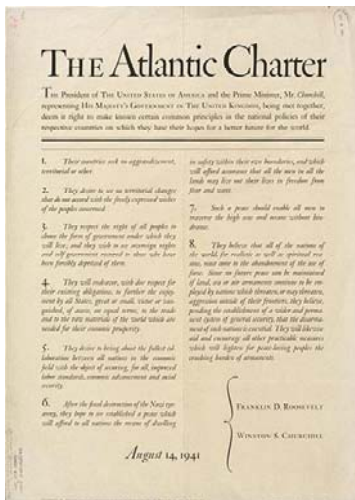 THE Atlantic Charter
THE President of THE UNITED STATES OF AMERICA and the Prime Minister, Mr. Churchill,
representing HIS MAJESTY'S GOVERNMENT IN THE UNITED KINGDOM, being met together,
deem it right to make known certain common principles in the national policies of their
respective countries on which they base their hopes for a better future for the world.
1. Their countries seek no aggrandizement,
territorial or other.
2. They desire to see no territorial changes
that do not accord with the freely expressed wishes
of the peoples concerned.
3. They respect the right of all peoples to
choose the form of government under which they
will live; and they wish to see sovereign rights
and self government restored to those who have
been forcibly deprived of them.
4. They will endeavor, with due respect for
their existing obligations, to further the enjoy-
ment by all States, great or small, victor or van-
quished, of access, on equal terms, to the trade
and to the raw materials of the world which are
needed for their economic prosperity.
5. They desire to bring about the fullest col-
laboration between all nations in the economic
field with the object of securing, for all, improved
labor standards, economic advancement and social
security.
6. After the final destruction of the Nazi tyr-
anny, they hope to see established a peace which
will afford to all nations the means of dwelling
in safety within their own boundaries, and which
will afford assurance that all the men in all the
lands may live out their lives in freedom from
fear and want.
7. Such a peace should enable all men to
traverse the high seas and oceans without hin-
drance.
8. They believe that all of the nations of
the world, for realistic as well as spiritual rea-
sons, must come to the abandonment of the use of
force. Since no future peace can be maintained
if land, sea or air armaments continue to be em-
ployed by nations which threaten, or may threaten,
aggression outside of their frontiers, they believe,
pending the establishment of a wider and perma-
nent system of general security, that the disarma-
ment of such nations is essential. They will likewise
aid and encourage all other practicable measures
which will lighten for peace-loving peoples the
crushing burden of armaments.
FRANKLIN D. ROOSEVELT
WINSTON S. CHURCHILL
August 14, 1941